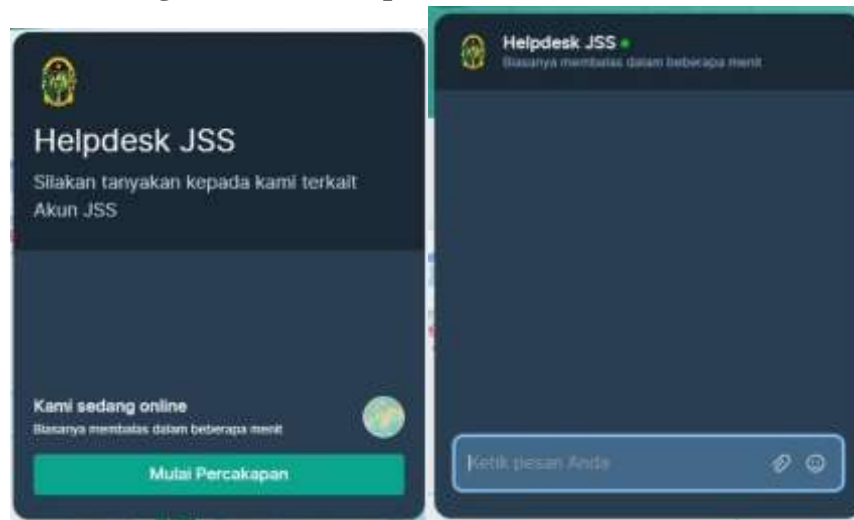 Helpdesk JSS
Silakan tanyakan kepada kami terkait
Akun JSS
Kami sedang online
Biasanya membalas dalam beberapa menit
Mulai Percakapan
Helpdesk JSS
Biasanya membalas dalam beberapa menit
Ketik pesan Anda